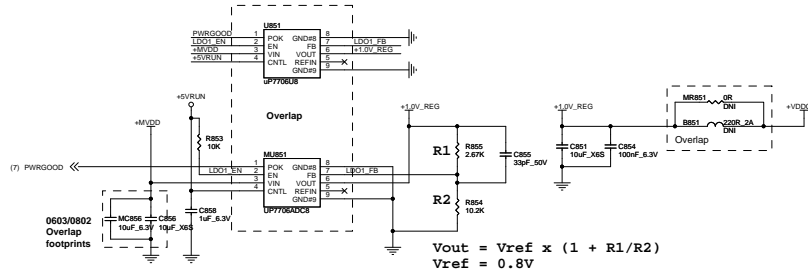 U851
PWRGOOD 1 POK GND#8 8
LDO1_EN 2 EN FB 7 LDO1_FB
+MVDD 3 VIN VOUT 6 +1.0V_REG
+5VRUN 4 CNTL REFIN 5
GND#9 9
uP7706U8
Overlap
+MVDD
+5VRUN
R853
10K
(7) PWRGOOD
LDO1_EN
MU851
1 POK GND#8 8
2 EN FB 7 LDO1_FB
3 VIN VOUT 6
4 CNTL REFIN 5
GND#9 9
UP7706ADC8
0603/0802
Overlap
footprints
MC856
10uF_6.3V
C856
10uF_X6S
C858
1uF_6.3V
+1.0V_REG
R1
R855
2.67K
C855
33pF_50V
R2
R854
10.2K
Vout = Vref x (1 + R1/R2)
Vref = 0.8V
+1.0V_REG
C851
10uF_X6S
C854
100nF_6.3V
MR851 0R
DNI
B851 220R_2A
DNI
Overlap